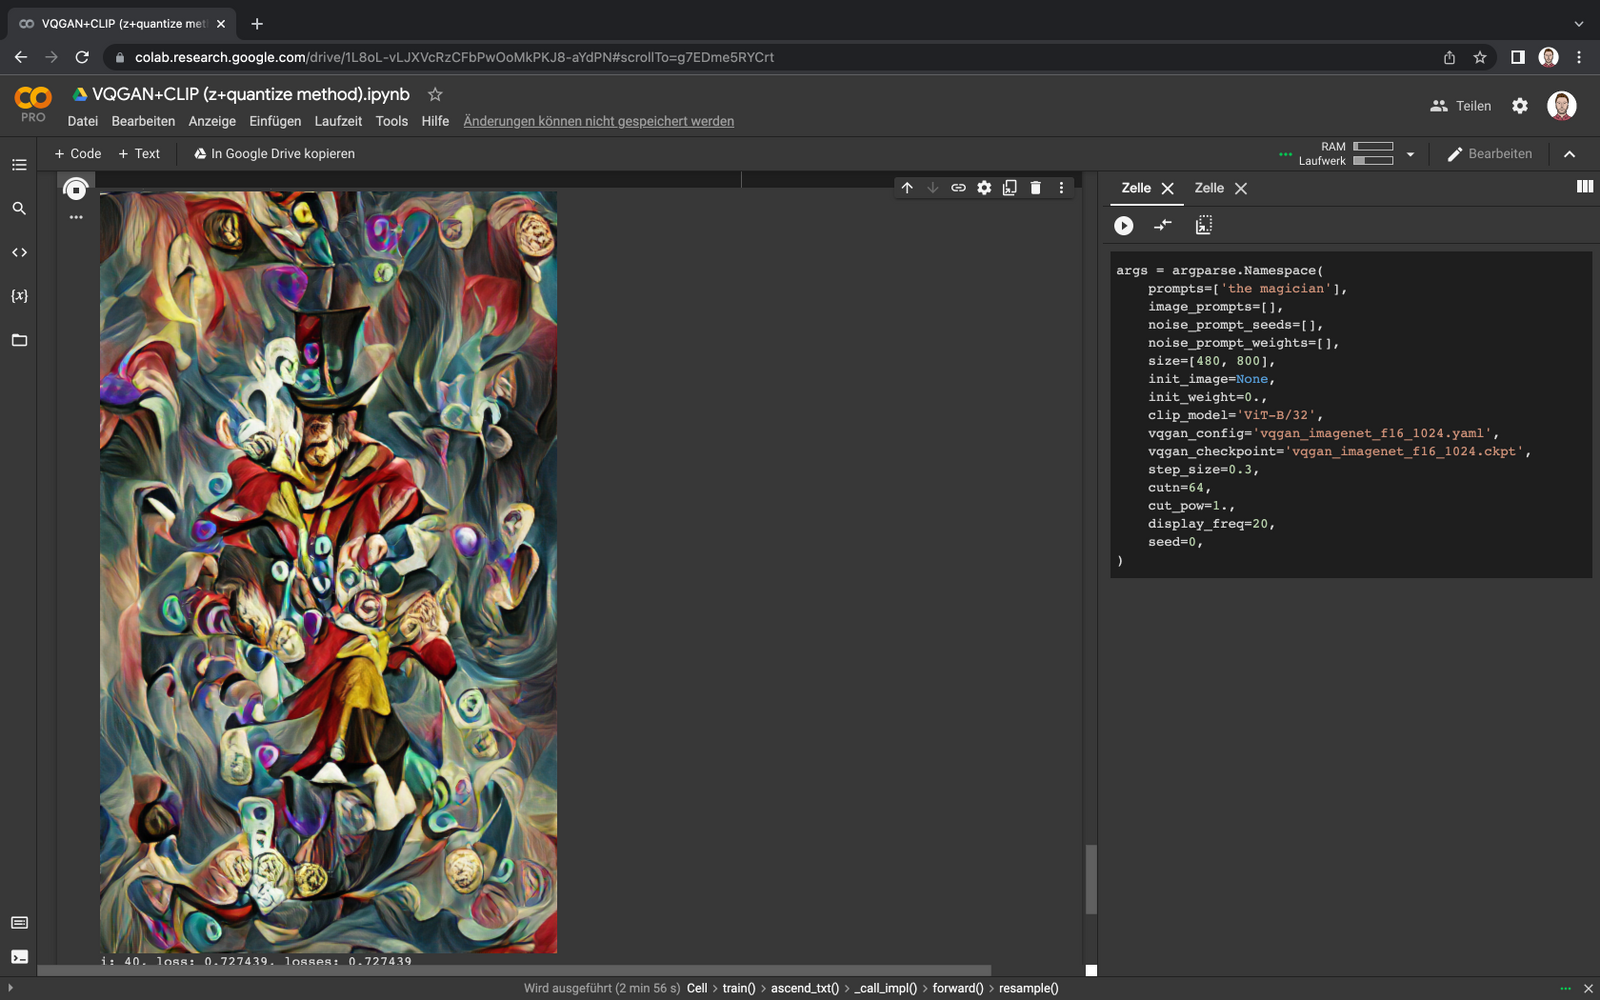 VQGAN+CLIP (z+quantize met
colab.research.google.com/drive/1L8oL-vLJXVcRzCFbPwOoMkPKJ8-aYdPN#scrollTo=g7EDme5RYCrt
PRO
VQGAN+CLIP (z+quantize method).ipynb
Datei Bearbeiten Anzeige Einfügen Laufzeit Tools Hilfe Änderungen können nicht gespeichert werden
Teilen
+ Code + Text In Google Drive kopieren
RAM
Laufwerk
Bearbeiten
Zelle Zelle
args = argparse.Namespace(
prompts=['the magician'],
image_prompts=[],
noise_prompt_seeds=[],
noise_prompt_weights=[],
size=[480, 800],
init_image=None,
init_weight=0.,
clip_model='ViT-B/32',
vqgan_config='vqgan_imagenet_f16_1024.yaml',
vqgan_checkpoint='vqgan_imagenet_f16_1024.ckpt',
step_size=0.3,
cutn=64,
cut_pow=1.,
display_freq=20,
seed=0,
)
i: 40, loss: 0.727439, losses: 0.727439
Wird ausgeführt (2 min 56 s) Cell > train() > ascend_txt() > _call_impl() > forward() > resample()